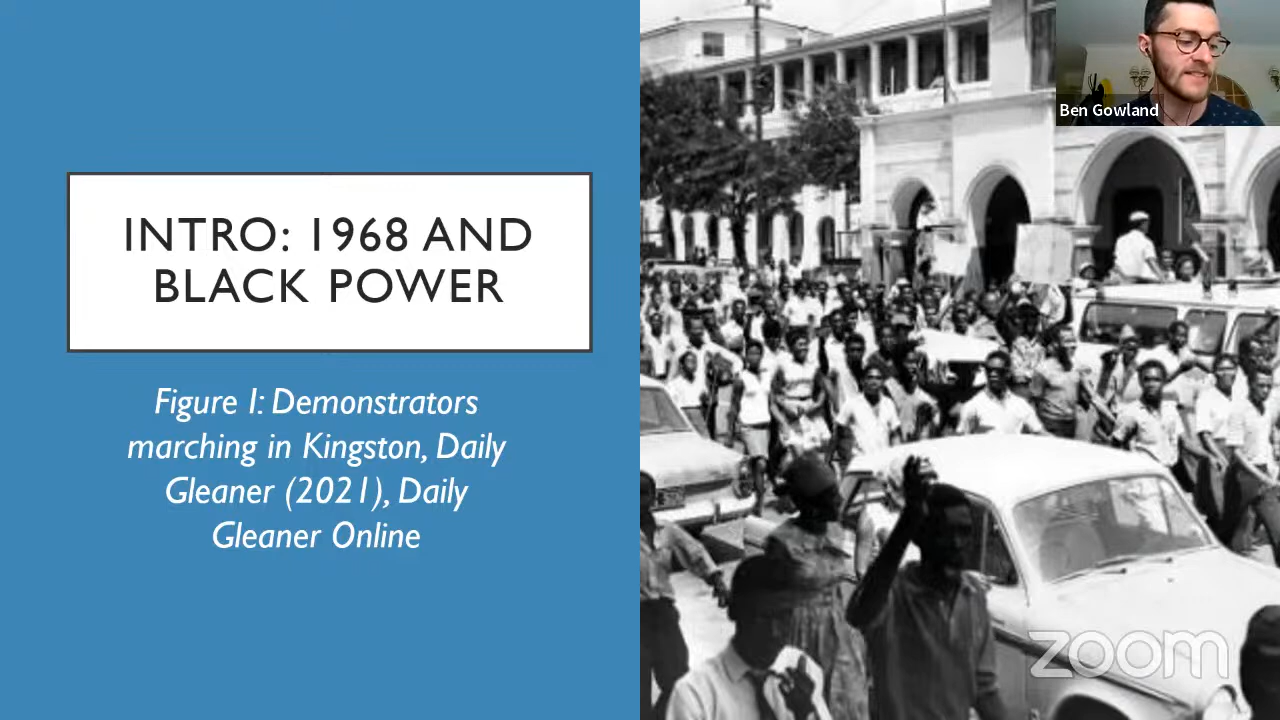 INTRO: 1968 AND
BLACK POWER
Figure 1: Demonstrators
marching in Kingston, Daily
Gleaner (2021), Daily
Gleaner Online
Ben Gowland
zoom